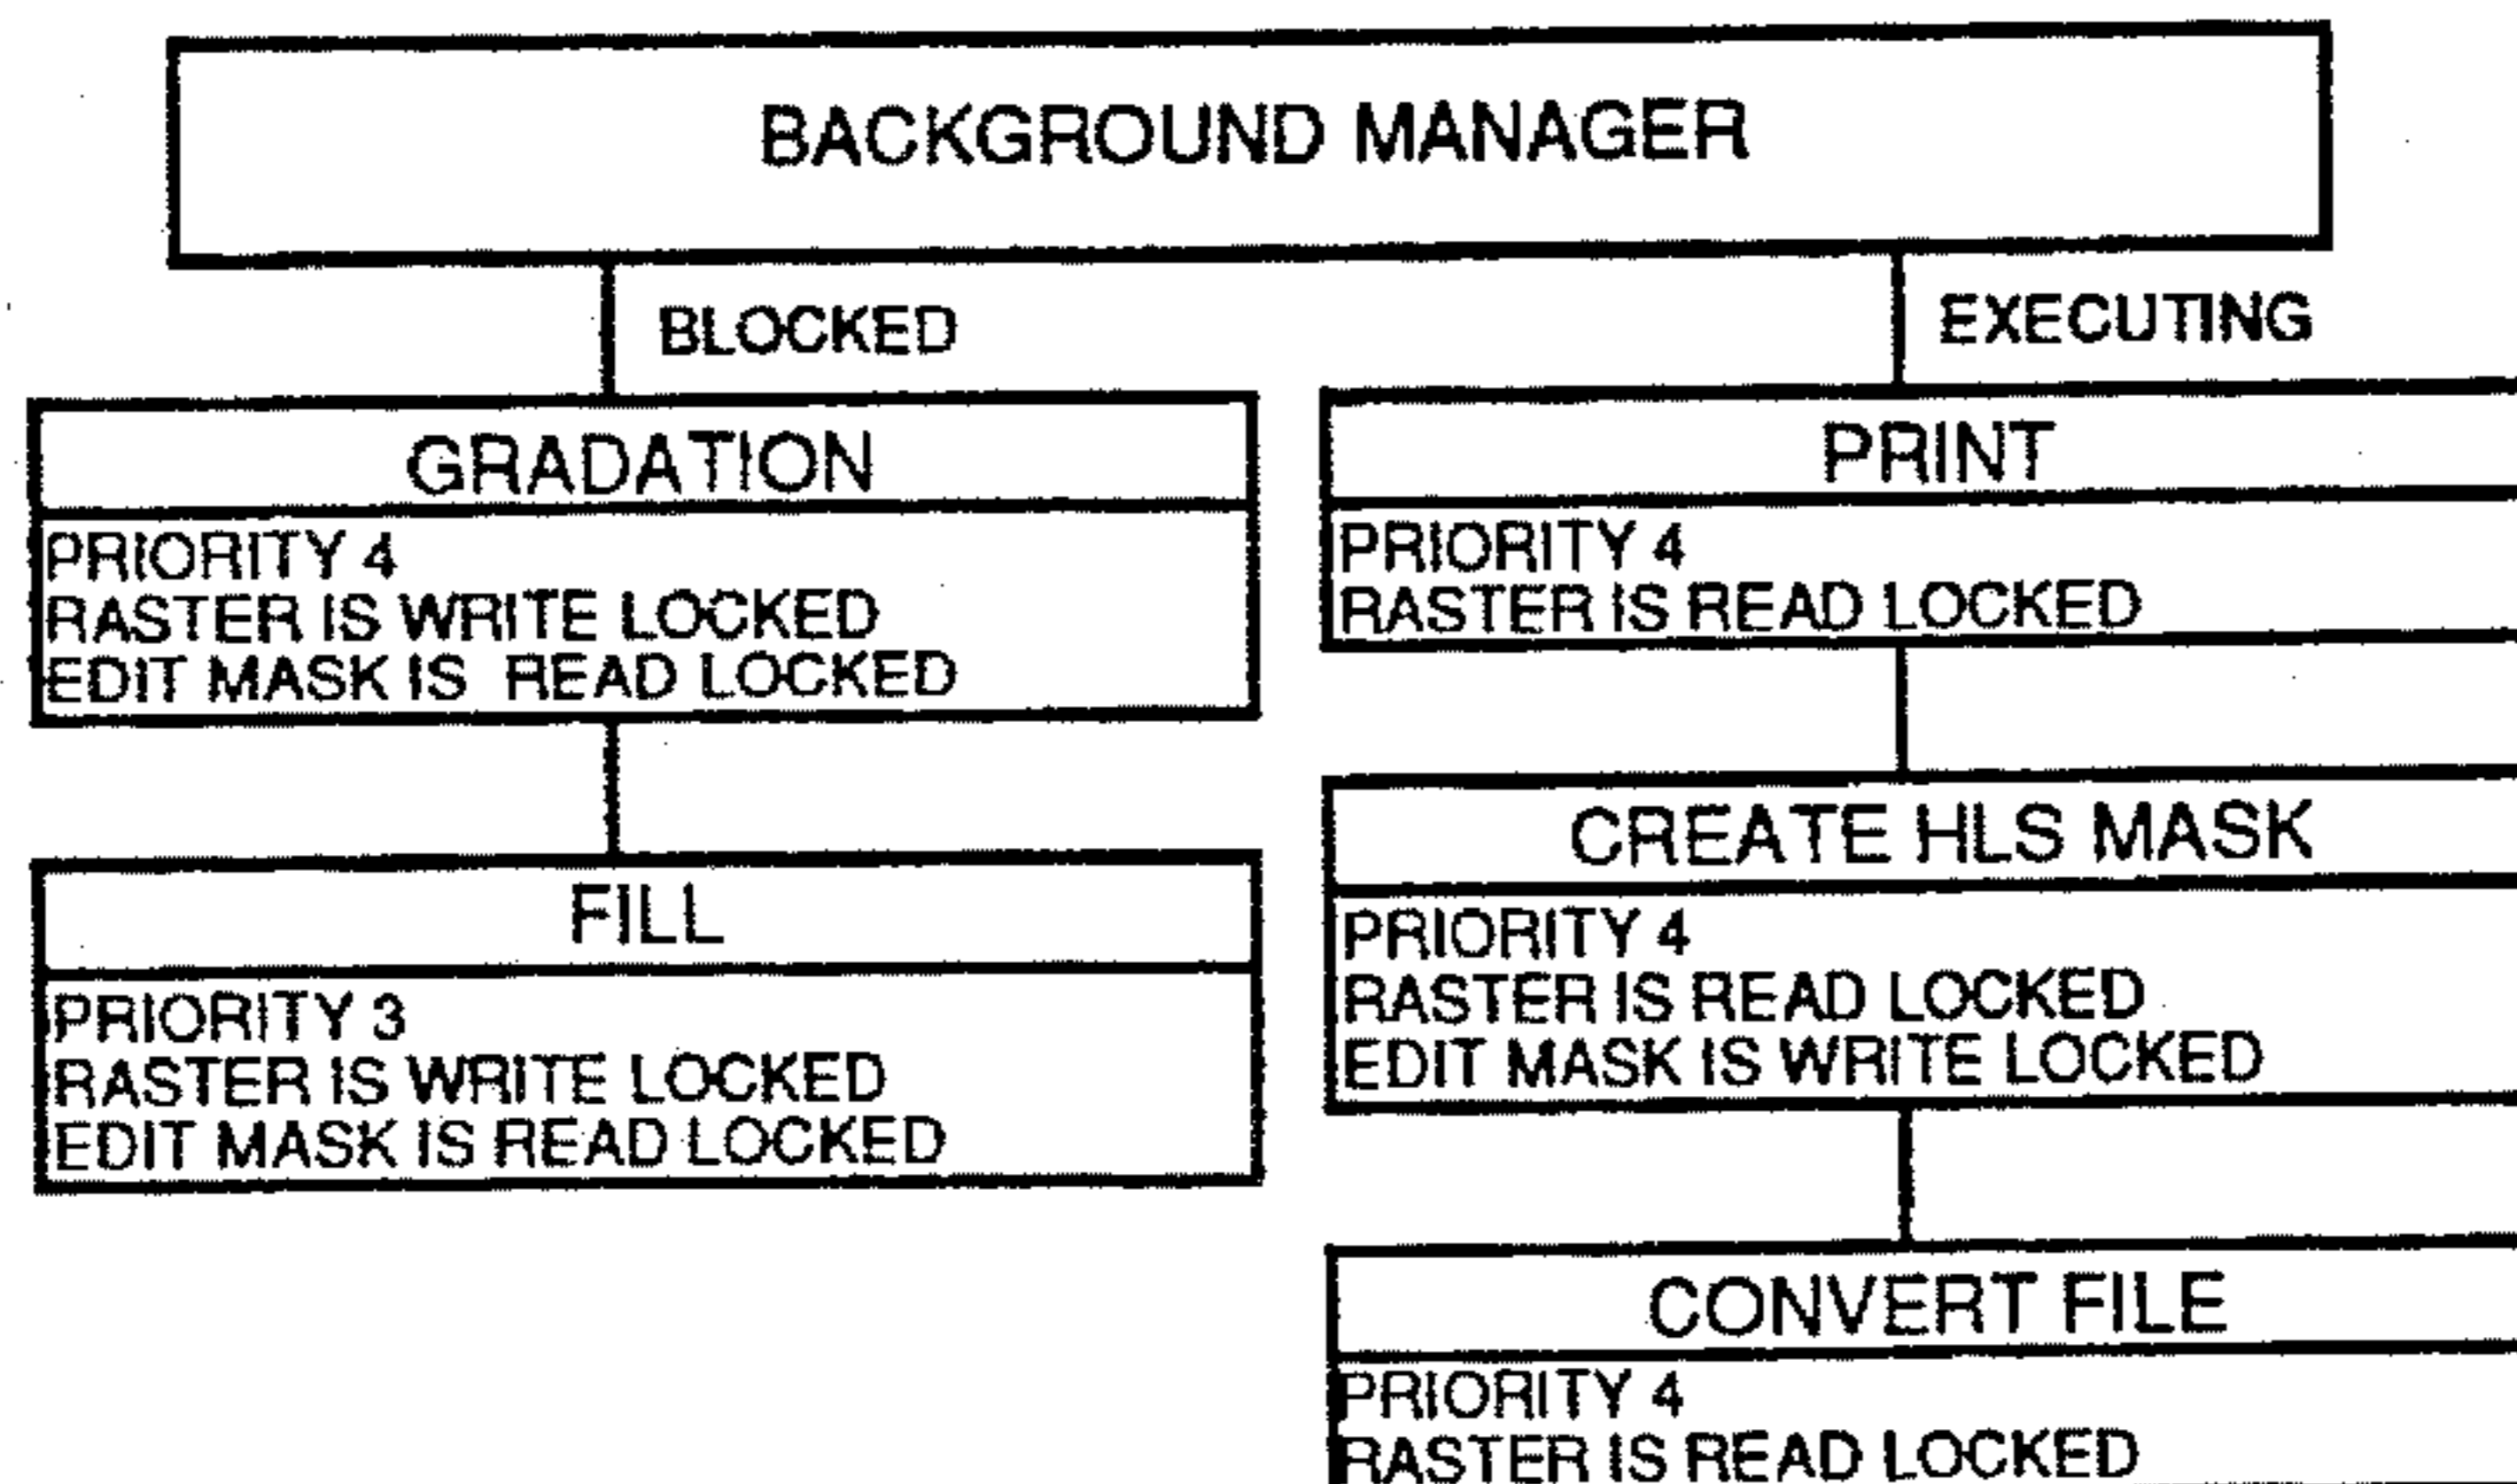 BACKGROUND MANAGER
BLOCKED
EXECUTING
GRADATION
PRIORITY 4
RASTER IS WRITE LOCKED
EDIT MASK IS READ LOCKED
FILL
PRIORITY 3
RASTER IS WRITE LOCKED
EDIT MASK IS READ LOCKED
PRINT
PRIORITY 4
RASTER IS READ LOCKED
CREATE HLS MASK
PRIORITY 4
RASTER IS READ LOCKED
EDIT MASK IS WRITE LOCKED
CONVERT FILE
PRIORITY 4
RASTER IS READ LOCKED